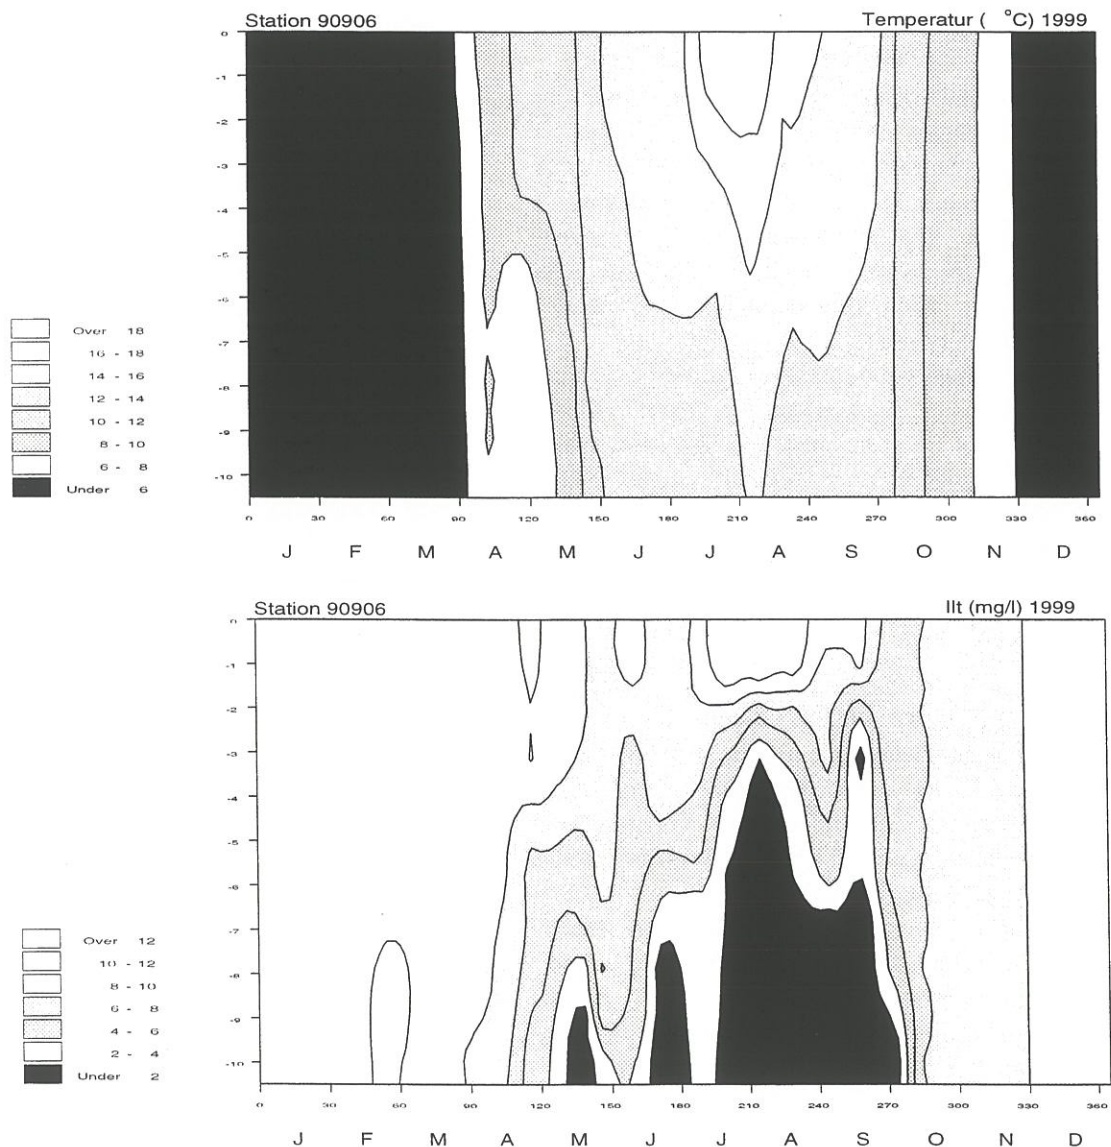 Station 90906 Temperatur ( °C) 1999
0
-1
-2
-3
-4
-5
-6
-7
-8
-9
-10
Over 18
16 - 18
14 - 16
12 - 14
10 - 12
8 - 10
6 - 8
Under 6
0 30 60 90 120 150 180 210 240 270 300 330 360
J F M A M J J A S O N D
Station 90906 Ilt (mg/l) 1999
0
-1
-2
-3
-4
-5
-6
-7
-8
-9
-10
Over 12
10 - 12
8 - 10
6 - 8
4 - 6
2 - 4
Under 2
0 30 60 90 120 150 180 210 240 270 300 330 360
J F M A M J J A S O N D